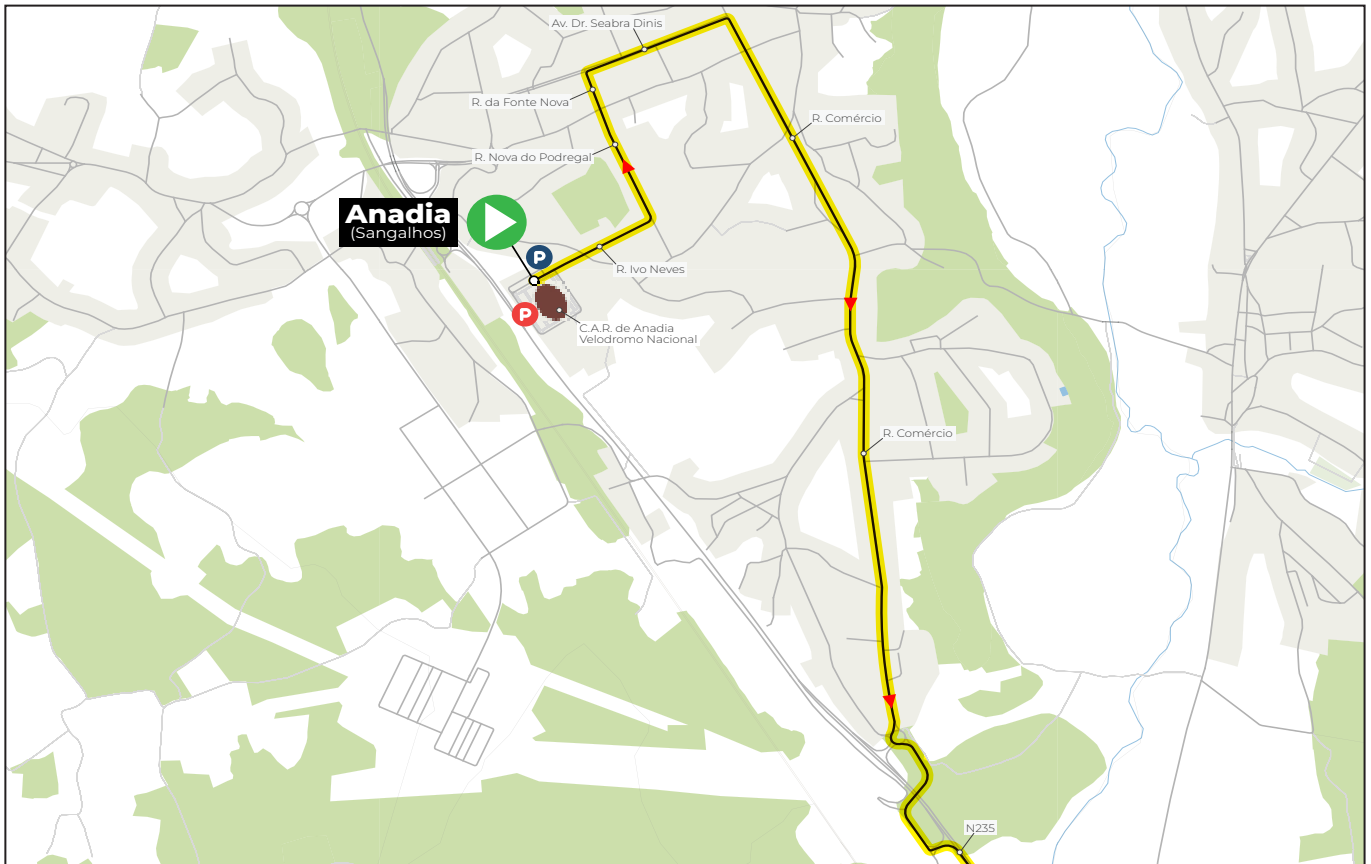 Av. Dr. Seabra Dinis
R. da Fonte Nova
R. Comércio
R. Nova do Podregal
Anadia
(Sangalhos)
P
R. Ivo Neves
P
C.A.R. de Anadia
Velodromo Nacional
R. Comércio
N235